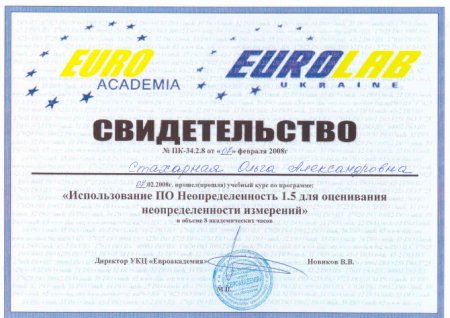 EURO
ACADEMIA
EUROLAB
UKRAINE
СВИДЕТЕЛЬСТВО
№ ПК-34.2.8 от «07» февраля 2008г
Стахарная Ольга Александровна
07.02.2008г. прошел(прошла) учебный курс по программе:
«Использование ПО Неопределенность 1.5 для оценивания
неопределенности измерений»
в объеме 8 академических часов
Директор УКЦ «Евроакадемия» Новиков В.В.
М.П.